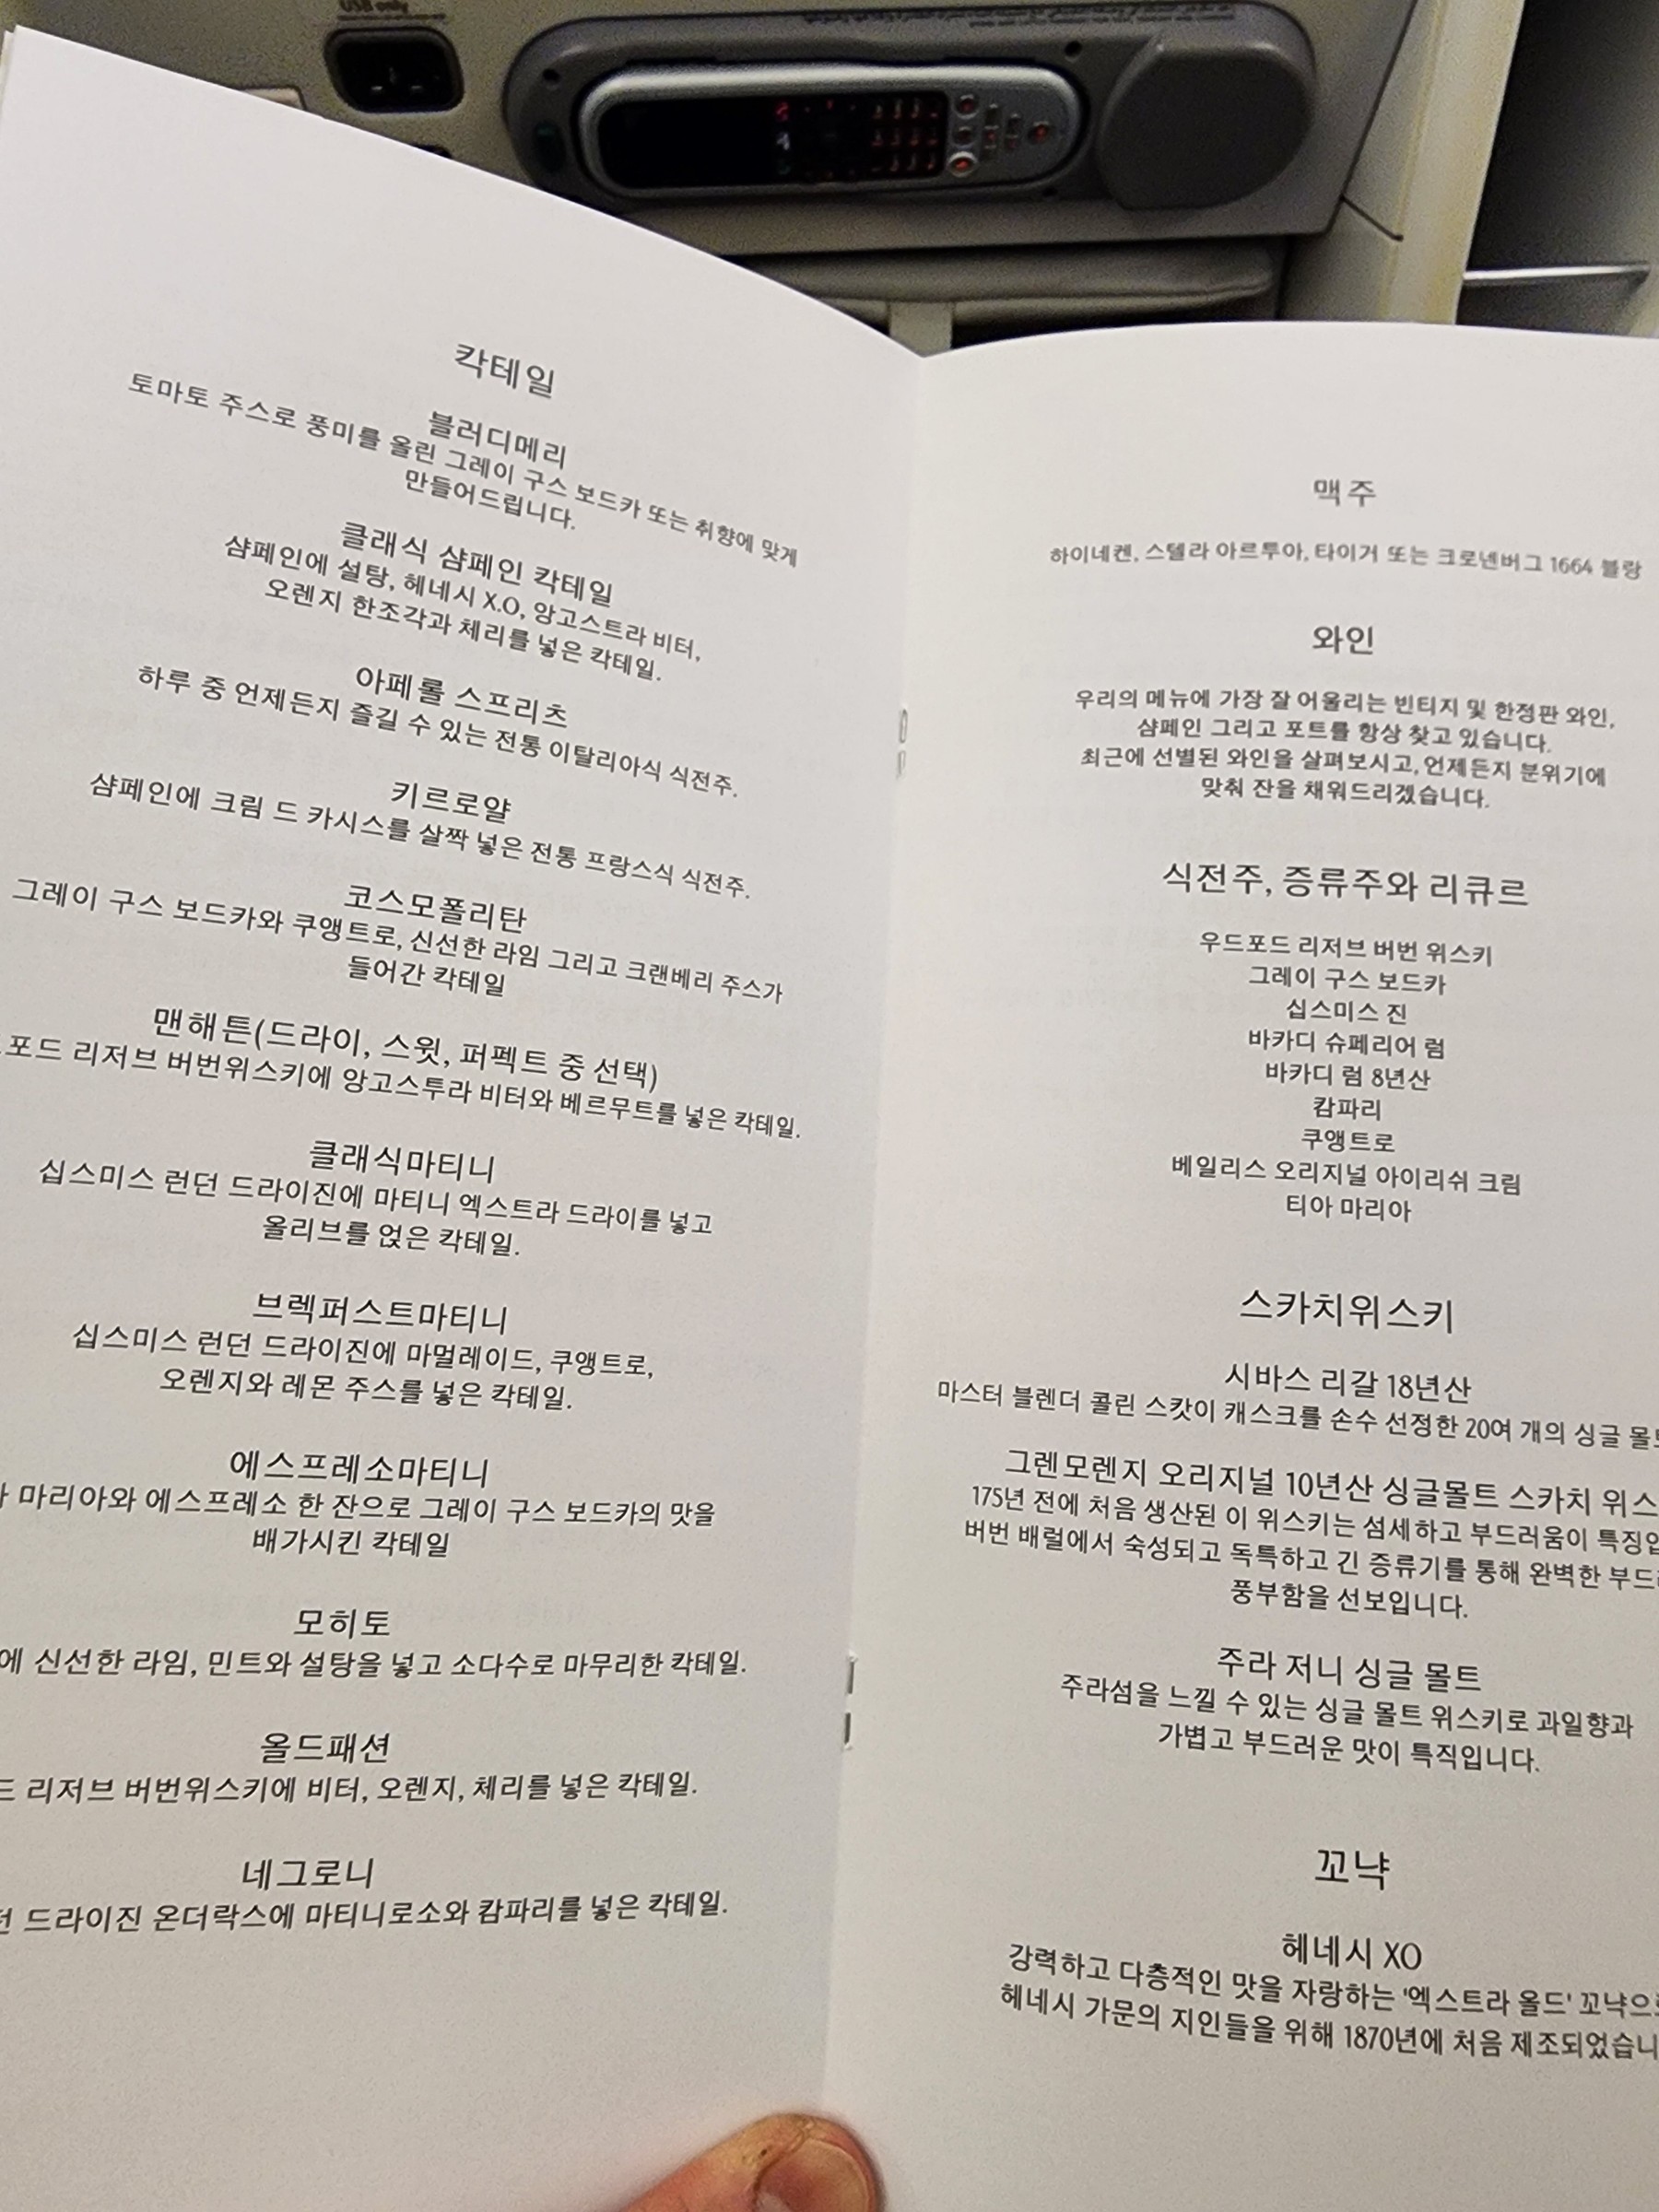 USB only
칵테일
블러디메리
토마토 주스로 풍미를 올린 그레이 구스 보드카 또는 취향에 맞게
만들어드립니다.
클래식 샴페인 칵테일
샴페인에 설탕, 헤네시 X.O, 앙고스트라 비터,
오렌지 한조각과 체리를 넣은 칵테일.
아페롤 스프리츠
하루 중 언제든지 즐길 수 있는 전통 이탈리아식 식전주.
키르로얄
샴페인에 크림 드 카시스를 살짝 넣은 전통 프랑스식 식전주.
코스모폴리탄
그레이 구스 보드카와 쿠앵트로, 신선한 라임 그리고 크랜베리 주스가
들어간 칵테일
맨해튼(드라이, 스윗, 퍼펙트 중 선택)
포드 리저브 버번위스키에 앙고스투라 비터와 베르무트를 넣은 칵테일.
클래식마티니
십스미스 런던 드라이진에 마티니 엑스트라 드라이를 넣고
올리브를 얹은 칵테일.
브렉퍼스트마티니
십스미스 런던 드라이진에 마멀레이드, 쿠앵트로,
오렌지와 레몬 주스를 넣은 칵테일.
에스프레소마티니
마리아와 에스프레소 한 잔으로 그레이 구스 보드카의 맛을
배가시킨 칵테일
모히토
에 신선한 라임, 민트와 설탕을 넣고 소다수로 마무리한 칵테일.
올드패션
드 리저브 버번위스키에 비터, 오렌지, 체리를 넣은 칵테일.
네그로니
드라이진 온더락스에 마티니로소와 캄파리를 넣은 칵테일.
맥주
하이네켄, 스텔라 아르투아, 타이거 또는 크로넨버그 1664 블랑
와인
우리의 메뉴에 가장 잘 어울리는 빈티지 및 한정판 와인,
샴페인 그리고 포트를 항상 찾고 있습니다.
최근에 선별된 와인을 살펴보시고, 언제든지 분위기에
맞춰 잔을 채워드리겠습니다.
식전주, 증류주와 리큐르
우드포드 리저브 버번 위스키
그레이 구스 보드카
십스미스 진
바카디 슈페리어 럼
바카디 럼 8년산
캄파리
쿠앵트로
베일리스 오리지널 아이리쉬 크림
티아 마리아
스카치위스키
시바스 리갈 18년산
마스터 블렌더 콜린 스캇이 캐스크를 손수 선정한 20여 개의 싱글 몰트
그렌모렌지 오리지널 10년산 싱글몰트 스카치 위스
175년 전에 처음 생산된 이 위스키는 섬세하고 부드러움이 특징입
버번 배럴에서 숙성되고 독특하고 긴 증류기를 통해 완벽한 부드
풍부함을 선보입니다.
주라 저니 싱글 몰트
주라섬을 느낄 수 있는 싱글 몰트 위스키로 과일향과
가볍고 부드러운 맛이 특직입니다.
꼬냑
헤네시 XO
강력하고 다층적인 맛을 자랑하는 '엑스트라 올드' 꼬냑으로
헤네시 가문의 지인들을 위해 1870년에 처음 제조되었습니